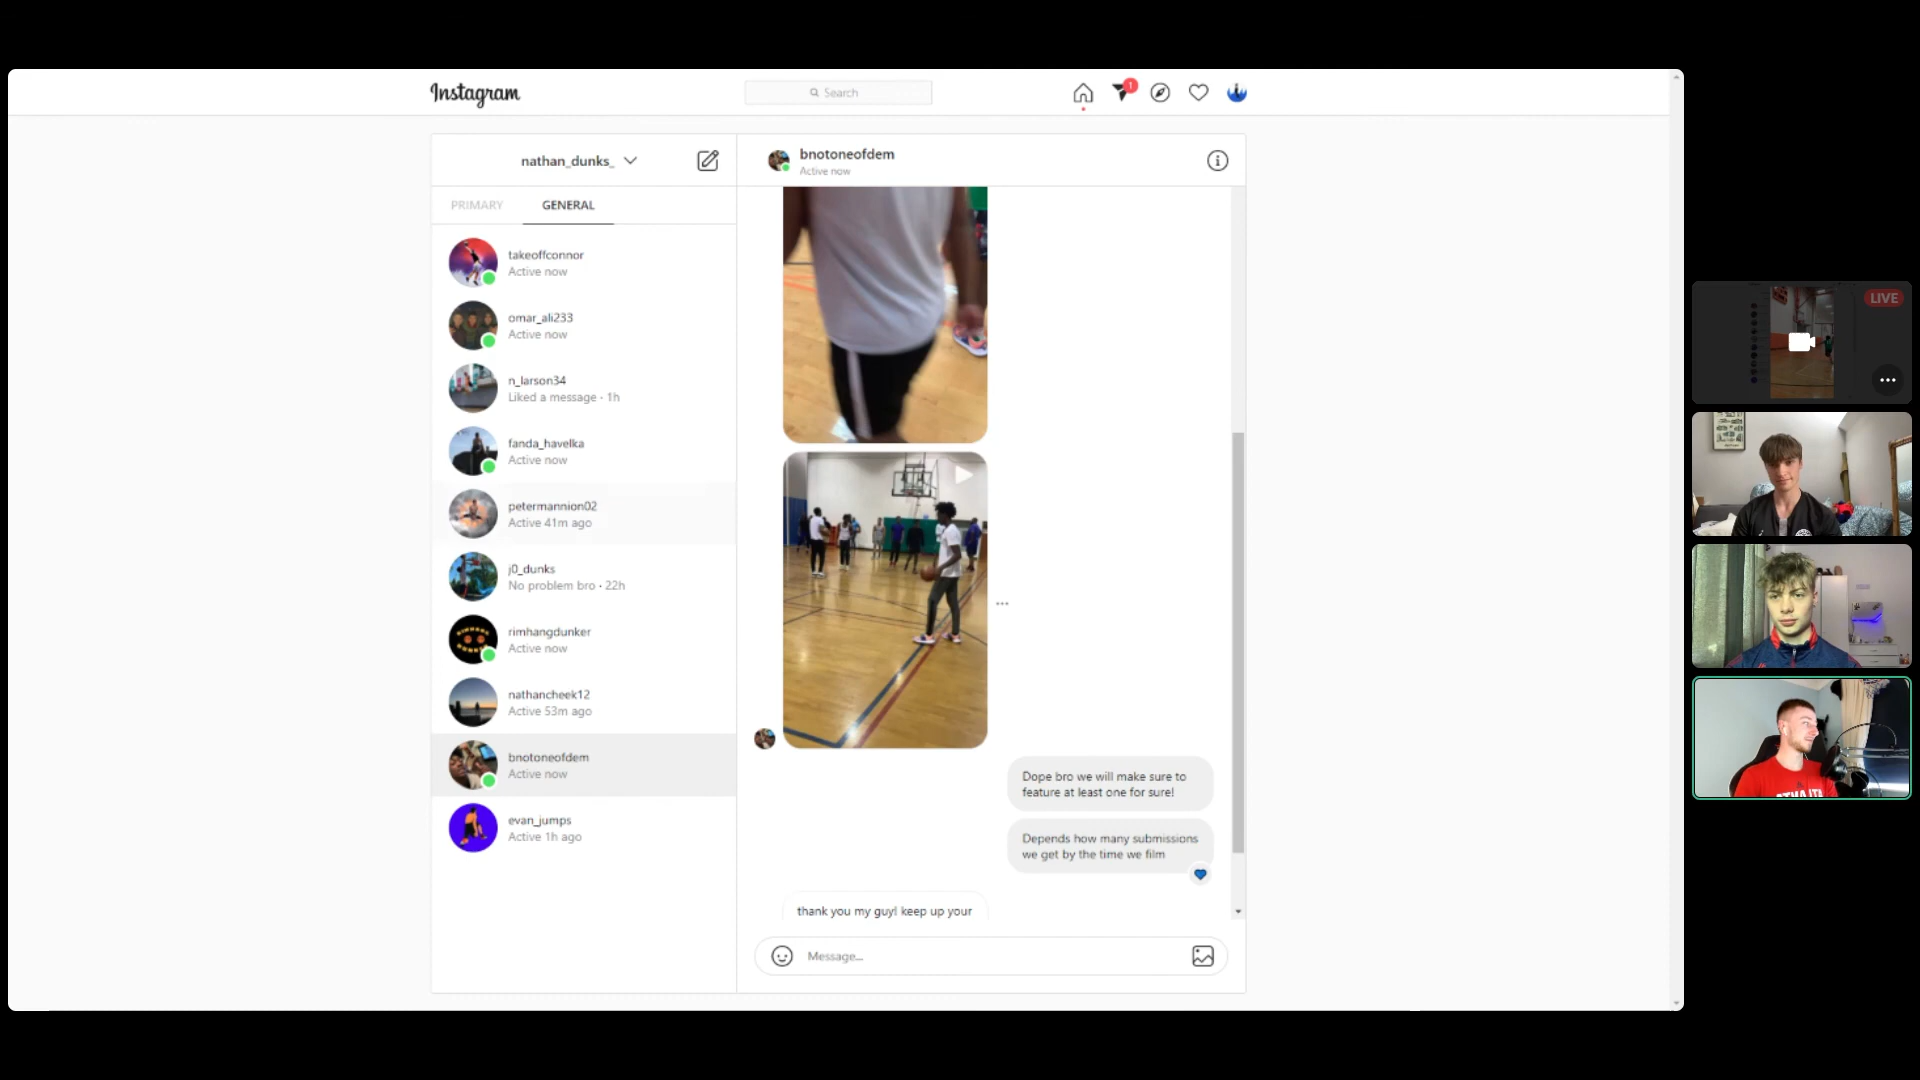 Instagram
Search
1
nathan_dunks_
PRIMARY
GENERAL
takeoffconnor
Active now
omar_ali233
Active now
n_larson34
Liked a message · 1h
fanda_havelka
Active now
petermannion02
Active 41m ago
j0_dunks
No problem bro · 22h
rimhangdunker
Active now
nathancheek12
Active 53m ago
bnotoneofdem
Active now
evan_jumps
Active 1h ago
bnotoneofdem
Active now
Dope bro we will make sure to
feature at least one for sure!
Depends how many submissions
we get by the time we film
thank you my guy! keep up your
Message...
LIVE